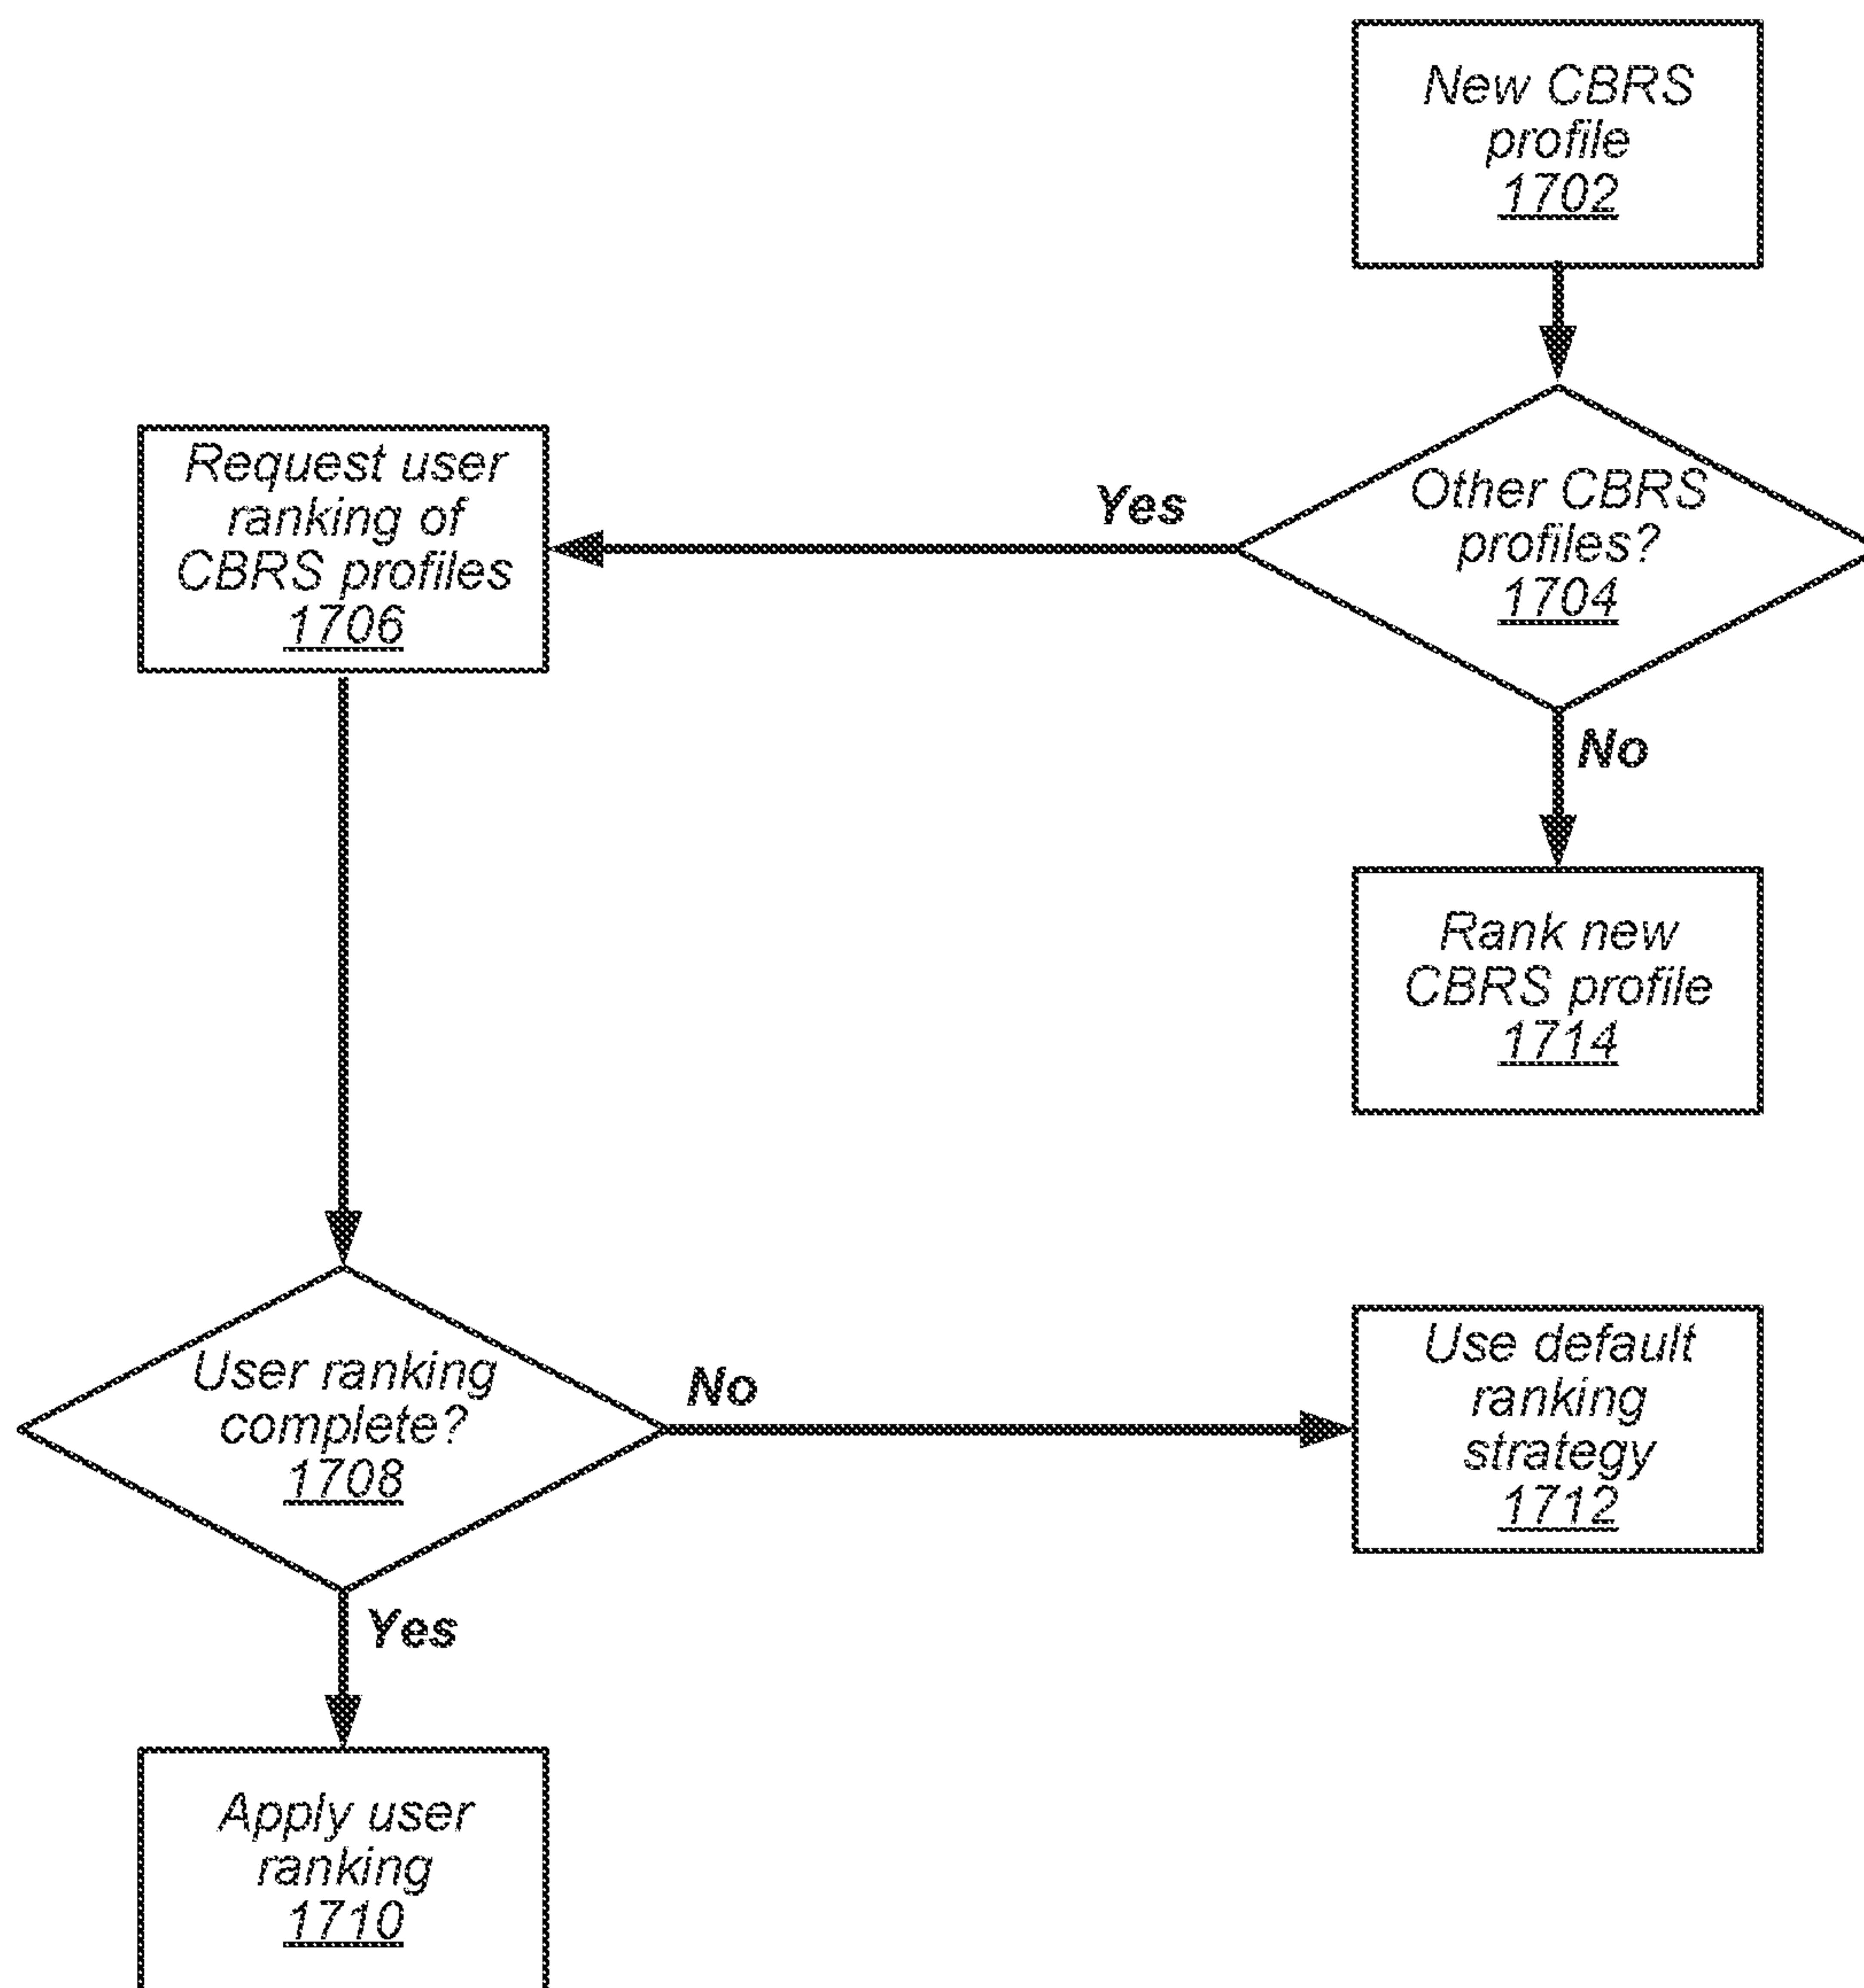 New CBRS
profile
1702
Other CBRS
profiles?
1704
Yes
Request user
ranking of
CBRS profiles
1706
No
Rank new
CBRS profile
1714
User ranking
complete?
1708
No
Use default
ranking
strategy
1712
Yes
Apply user
ranking
1710